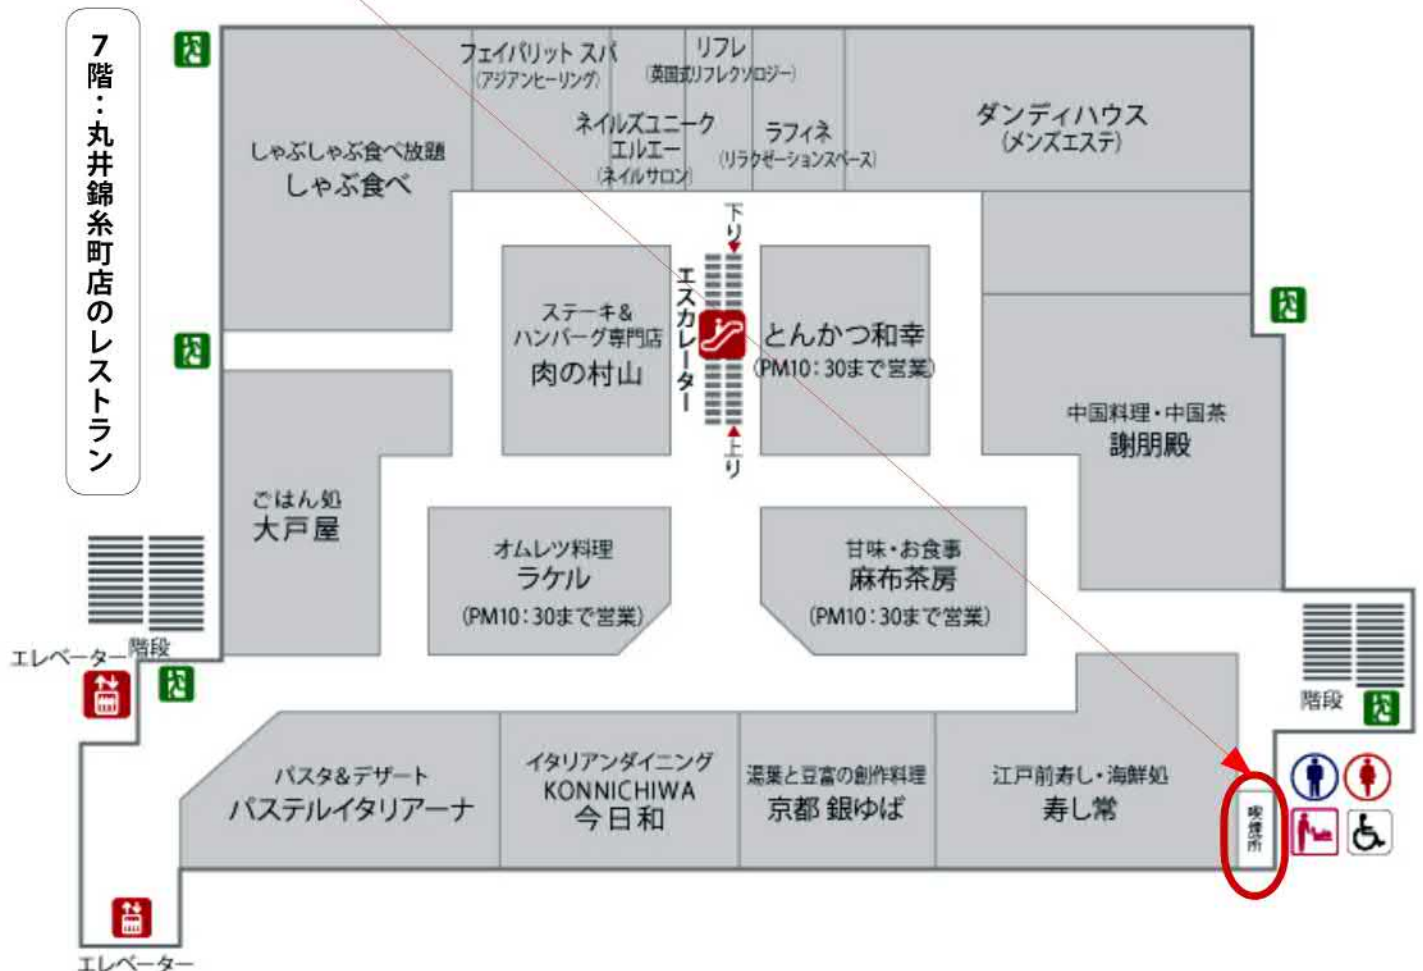 7階：丸井錦糸町店のレストラン
フェイバリット スパ
（アジアンヒーリング）
リフレ
（英国式リフレクソロジー）
ネイルズユニーク
エルエー
（ネイルサロン）
ラフィネ
（リラクゼーションスペース）
ダンディハウス
（メンズエステ）
しゃぶしゃぶ食べ放題
しゃぶ食べ
下り
エスカレーター
上り
ステーキ&
ハンバーグ専門店
肉の村山
とんかつ和幸
（PM10：30まで営業）
中国料理・中国茶
謝朋殿
ごはん処
大戸屋
オムレツ料理
ラケル
（PM10：30まで営業）
甘味・お食事
麻布茶房
（PM10：30まで営業）
階段
エレベーター
階段
パスタ&デザート
パステルイタリアーナ
イタリアンダイニング
KONNICHIWA
今日和
湯葉と豆富の創作料理
京都 銀ゆば
江戸前寿し・海鮮処
寿し常
喫煙所
エレベーター